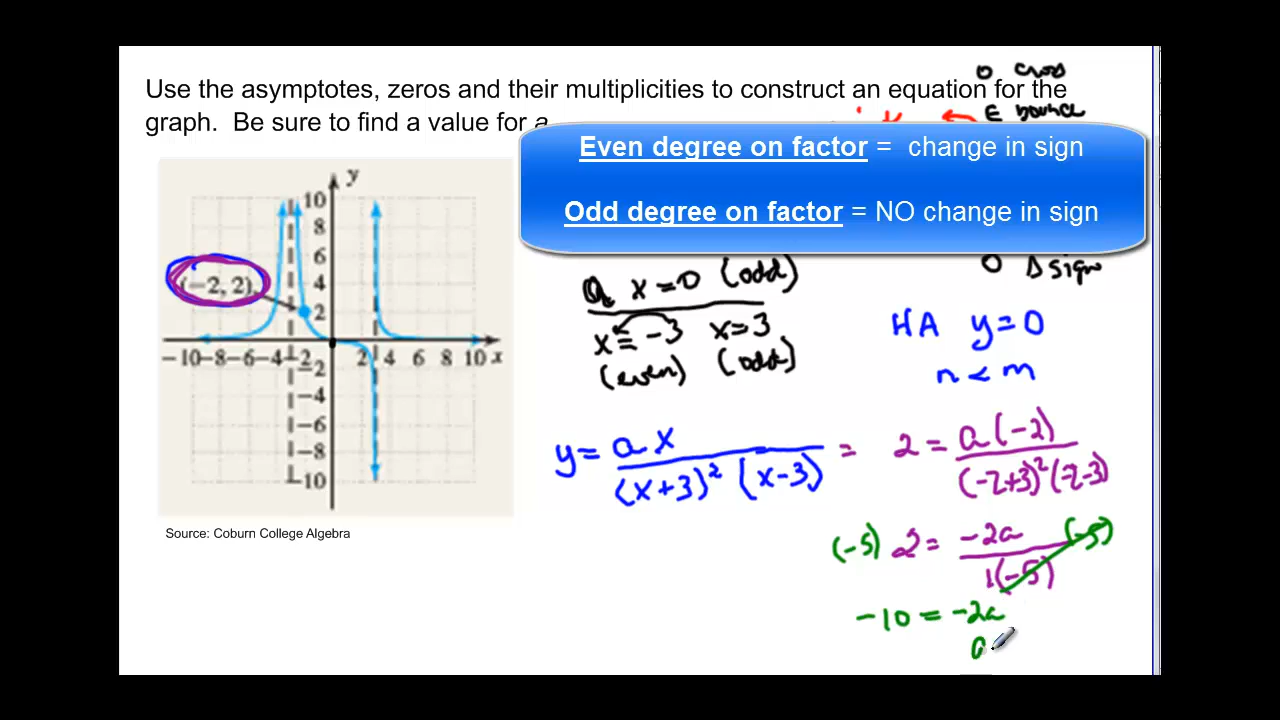 Use the asymptotes, zeros and their multiplicities to construct an equation for the
graph. Be sure to find a value for a
O cross
E bounce
Even degree on factor = change in sign
Odd degree on factor = NO change in sign
O Δ sign
y
10
8
6
4
2
(-2, 2)
-10 -8 -6 -4 -2 2 4 6 8 10 x
-2
-4
-6
-8
-10
Source: Coburn College Algebra
a x=0 (odd)
x=-3 x=3
(even) (odd)
HA y=0
n < m
y = ax / (x+3)² (x-3) = 2 = a(-2) / (-2+3)² (-2-3)
(-5) 2 = -2a / 1(-5) (-5)
-10 = -2a
a